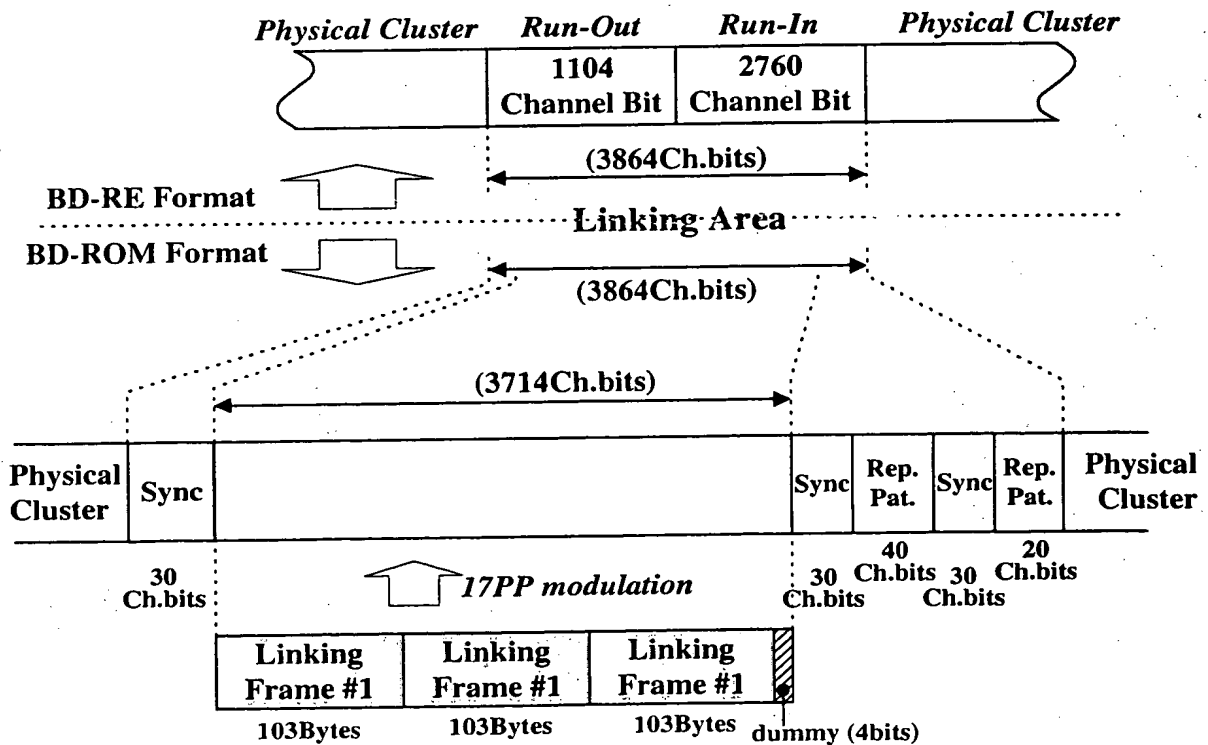 Physical Cluster Run-Out Run-In Physical Cluster
1104 Channel Bit
2760 Channel Bit
(3864Ch.bits)
BD-RE Format
Linking Area
BD-ROM Format
(3864Ch.bits)
(3714Ch.bits)
Physical Cluster
Sync
Sync
Rep. Pat.
Sync
Rep. Pat.
Physical Cluster
30 Ch.bits
17PP modulation
30 Ch.bits
40 Ch.bits
30 Ch.bits
20 Ch.bits
Linking Frame #1
Linking Frame #1
Linking Frame #1
103Bytes
103Bytes
103Bytes
dummy (4bits)